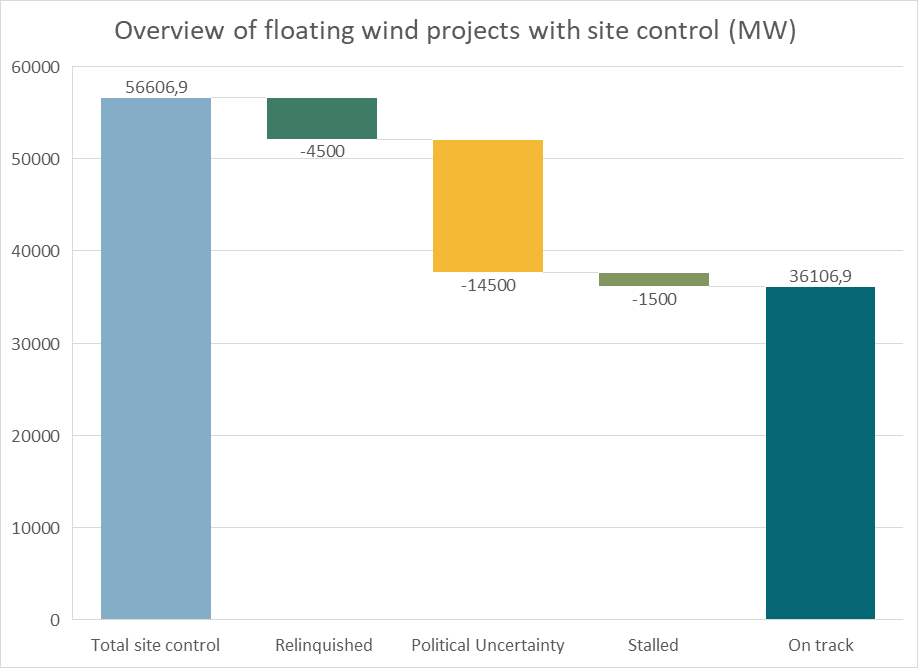 Overview of floating wind projects with site control (MW)
60000
50000
40000
30000
20000
10000
0
56606,9
-4500
-14500
-1500
36106,9
Total site control
Relinquished
Political Uncertainty
Stalled
On track